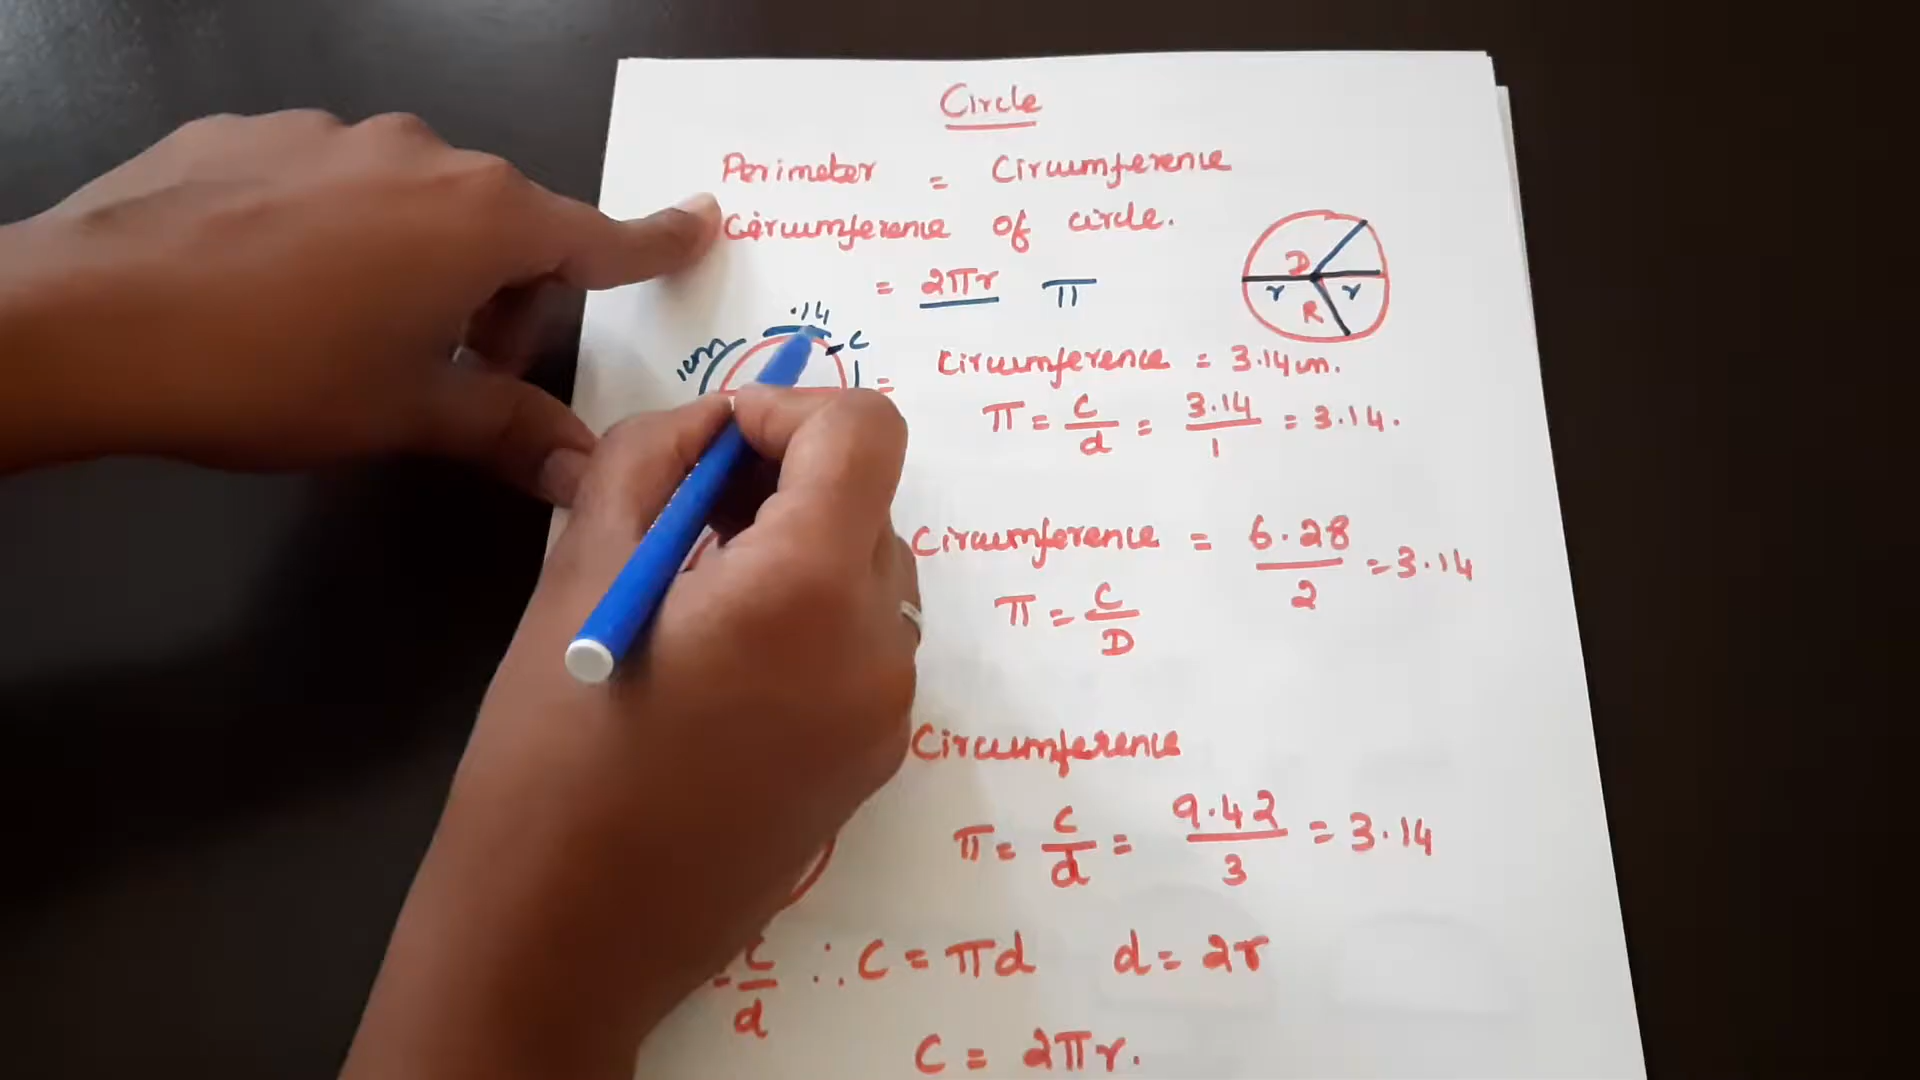 Circle
Perimeter = Circumference
Circumference of circle.
= 2πr π
D
r r
R
.14
1cm
C
1
= Circumference = 3.14cm.
π = C/d = 3.14/1 = 3.14.
Circumference = 6.28/2 = 3.14
π = C/D
Circumference
π = C/d = 9.42/3 = 3.14
= C/d ∴ C = πd d = 2r
C = 2πr.